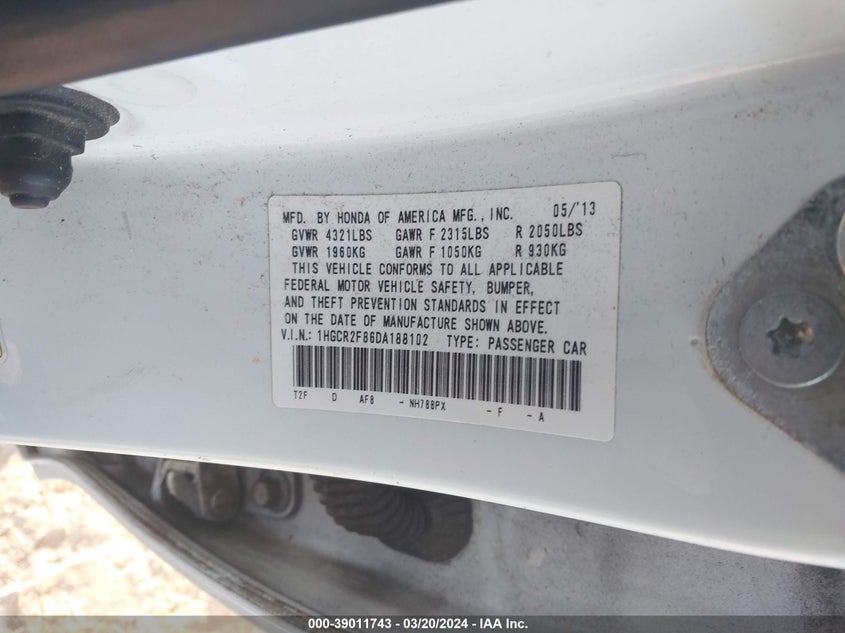 MFD. BY HONDA OF AMERICA MFG., INC. 05/'13
GVWR 4321LBS GAWR F 2315LBS R 2050LBS
GVWR 1960KG GAWR F 1050KG R 930KG
THIS VEHICLE CONFORMS TO ALL APPLICABLE
FEDERAL MOTOR VEHICLE SAFETY, BUMPER,
AND THEFT PREVENTION STANDARDS IN EFFECT
ON THE DATE OF MANUFACTURE SHOWN ABOVE.
V.I.N.: 1HGCR2F86DA188102 TYPE: PASSENGER CAR
T2F D AF8 - NH788PX - F - A
000-39011743 - 03/20/2024 - IAA Inc.